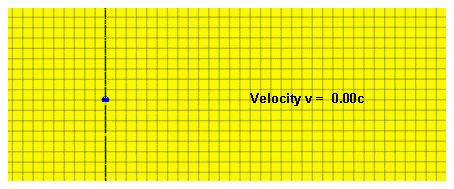 Velocity v = 0.00c